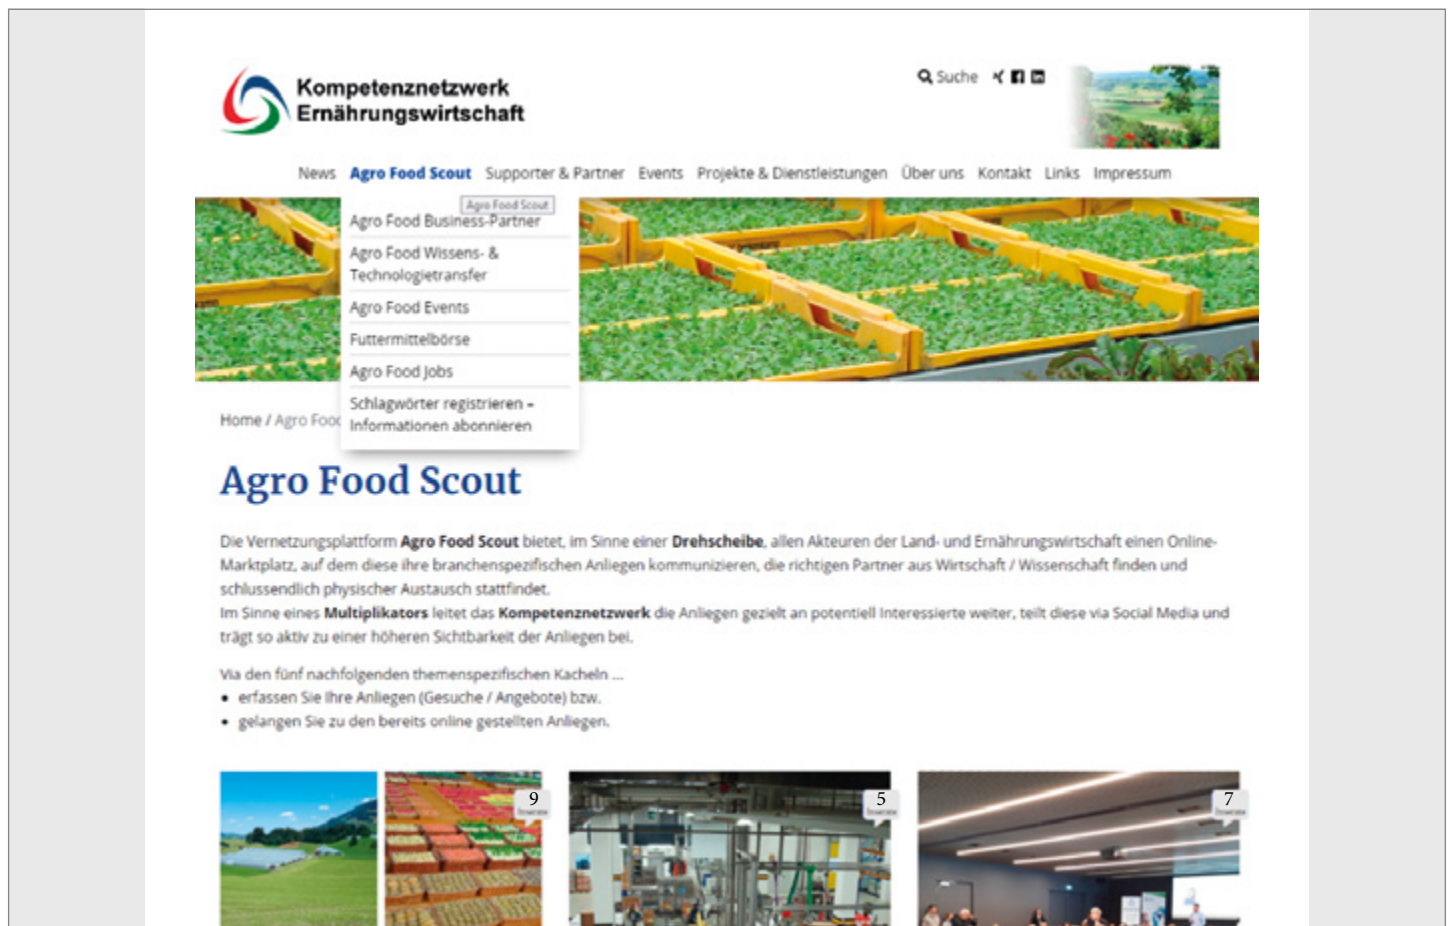 Kompetenznetzwerk
Ernährungswirtschaft
Suche
News Agro Food Scout Supporter & Partner Events Projekte & Dienstleistungen Über uns Kontakt Links Impressum
Agro Food Scout
Agro Food Business-Partner
Agro Food Wissens- &
Technologietransfer
Agro Food Events
Futtermittelbörse
Agro Food Jobs
Schlagwörter registrieren –
Informationen abonnieren
Home / Agro Food
Agro Food Scout
Die Vernetzungsplattform Agro Food Scout bietet, im Sinne einer Drehscheibe, allen Akteuren der Land- und Ernährungswirtschaft einen Online-
Marktplatz, auf dem diese ihre branchenspezifischen Anliegen kommunizieren, die richtigen Partner aus Wirtschaft / Wissenschaft finden und
schlussendlich physischer Austausch stattfindet.
Im Sinne eines Multiplikators leitet das Kompetenznetzwerk die Anliegen gezielt an potentiell Interessierte weiter, teilt diese via Social Media und
trägt so aktiv zu einer höheren Sichtbarkeit der Anliegen bei.
Via den fünf nachfolgenden themenspezifischen Kacheln ...
• erfassen Sie Ihre Anliegen (Gesuche / Angebote) bzw.
• gelangen Sie zu den bereits online gestellten Anliegen.
9
5
7